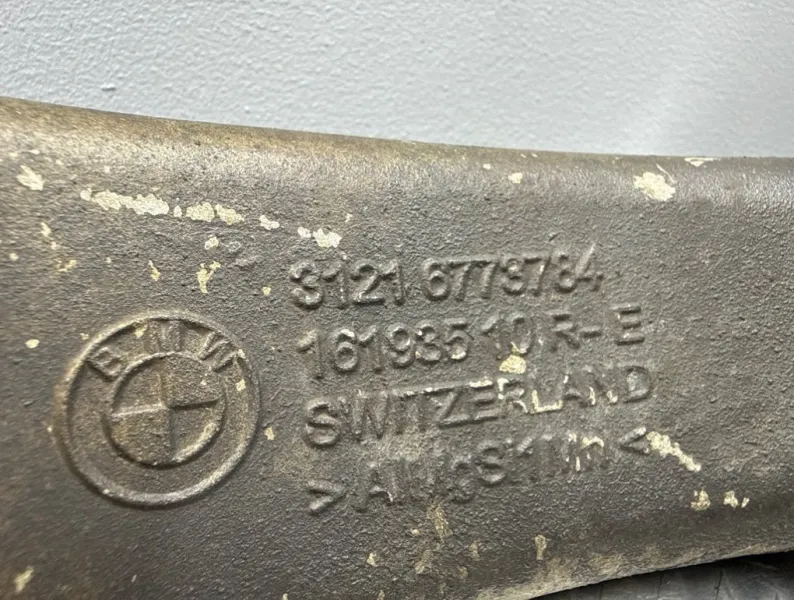 BMW
3121 6773784
16193510 R-E
SWITZERLAND
>AlMgSi1Mn<